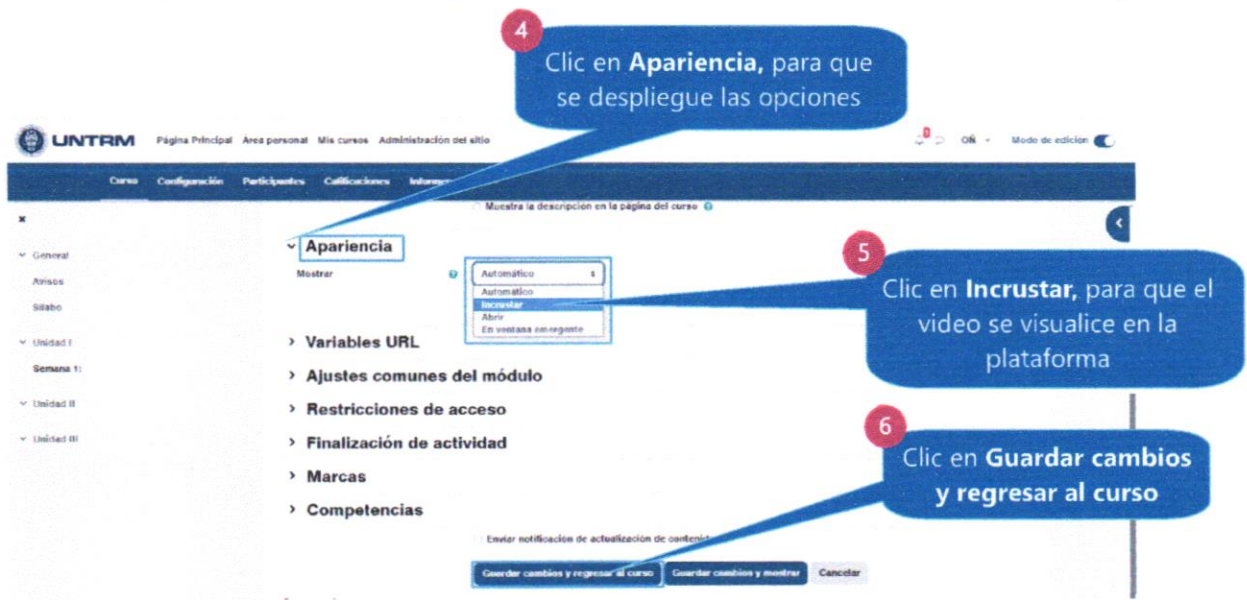 4
Clic en Apariencia, para que
se despliegue las opciones
UNTRM Página Principal Área personal Mis cursos Administración del sitio OÑ Modo de edición
Curso Configuración Participantes Calificaciones Informes
Muestra la descripción en la página del curso
General
Avisos
Sílabo
Unidad I
Semana 1:
Unidad II
Unidad III
Apariencia
Mostrar
Automático
Automático
Incrustar
Abrir
En ventana emergente
5
Clic en Incrustar, para que el
video se visualice en la
plataforma
Variables URL
Ajustes comunes del módulo
Restricciones de acceso
Finalización de actividad
Marcas
Competencias
6
Clic en Guardar cambios
y regresar al curso
Enviar notificación de actualización de contenido
Guardar cambios y regresar al curso Guardar cambios y mostrar Cancelar